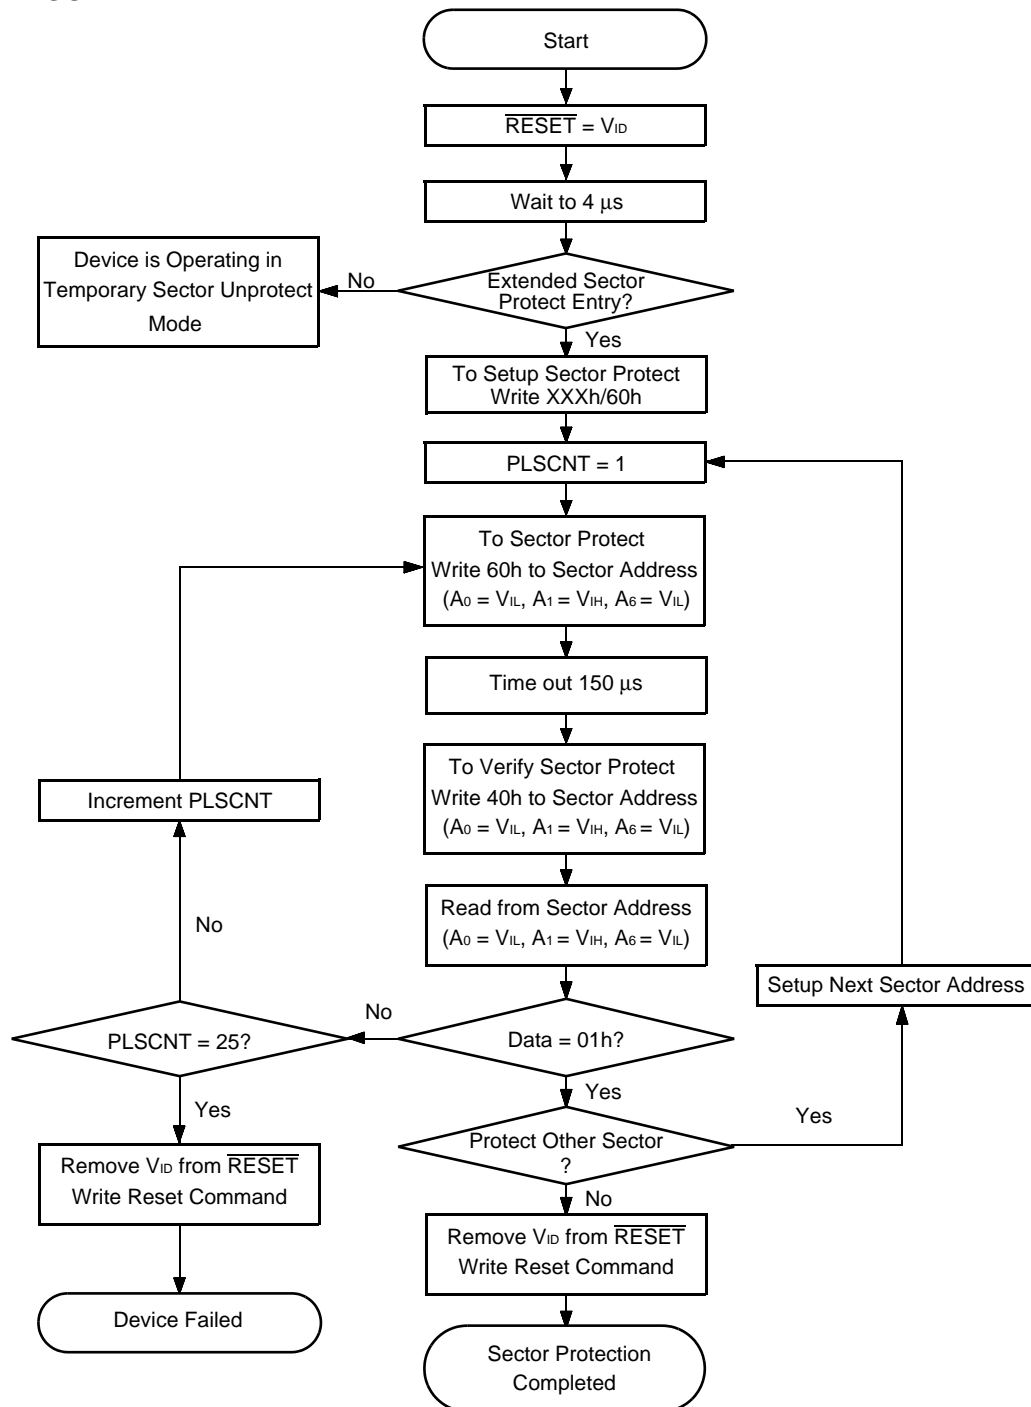 Start
RESET = VID
Wait to 4 μs
Device is Operating in
Temporary Sector Unprotect
Mode
No
Extended Sector
Protect Entry?
Yes
To Setup Sector Protect
Write XXXh/60h
PLSCNT = 1
To Sector Protect
Write 60h to Sector Address
(A0 = VIL, A1 = VIH, A6 = VIL)
Time out 150 μs
To Verify Sector Protect
Write 40h to Sector Address
(A0 = VIL, A1 = VIH, A6 = VIL)
Increment PLSCNT
Read from Sector Address
(A0 = VIL, A1 = VIH, A6 = VIL)
No
Setup Next Sector Address
No
PLSCNT = 25?
Data = 01h?
Yes
Yes
Yes
Protect Other Sector
?
Remove VID from RESET
Write Reset Command
No
Remove VID from RESET
Write Reset Command
Device Failed
Sector Protection
Completed